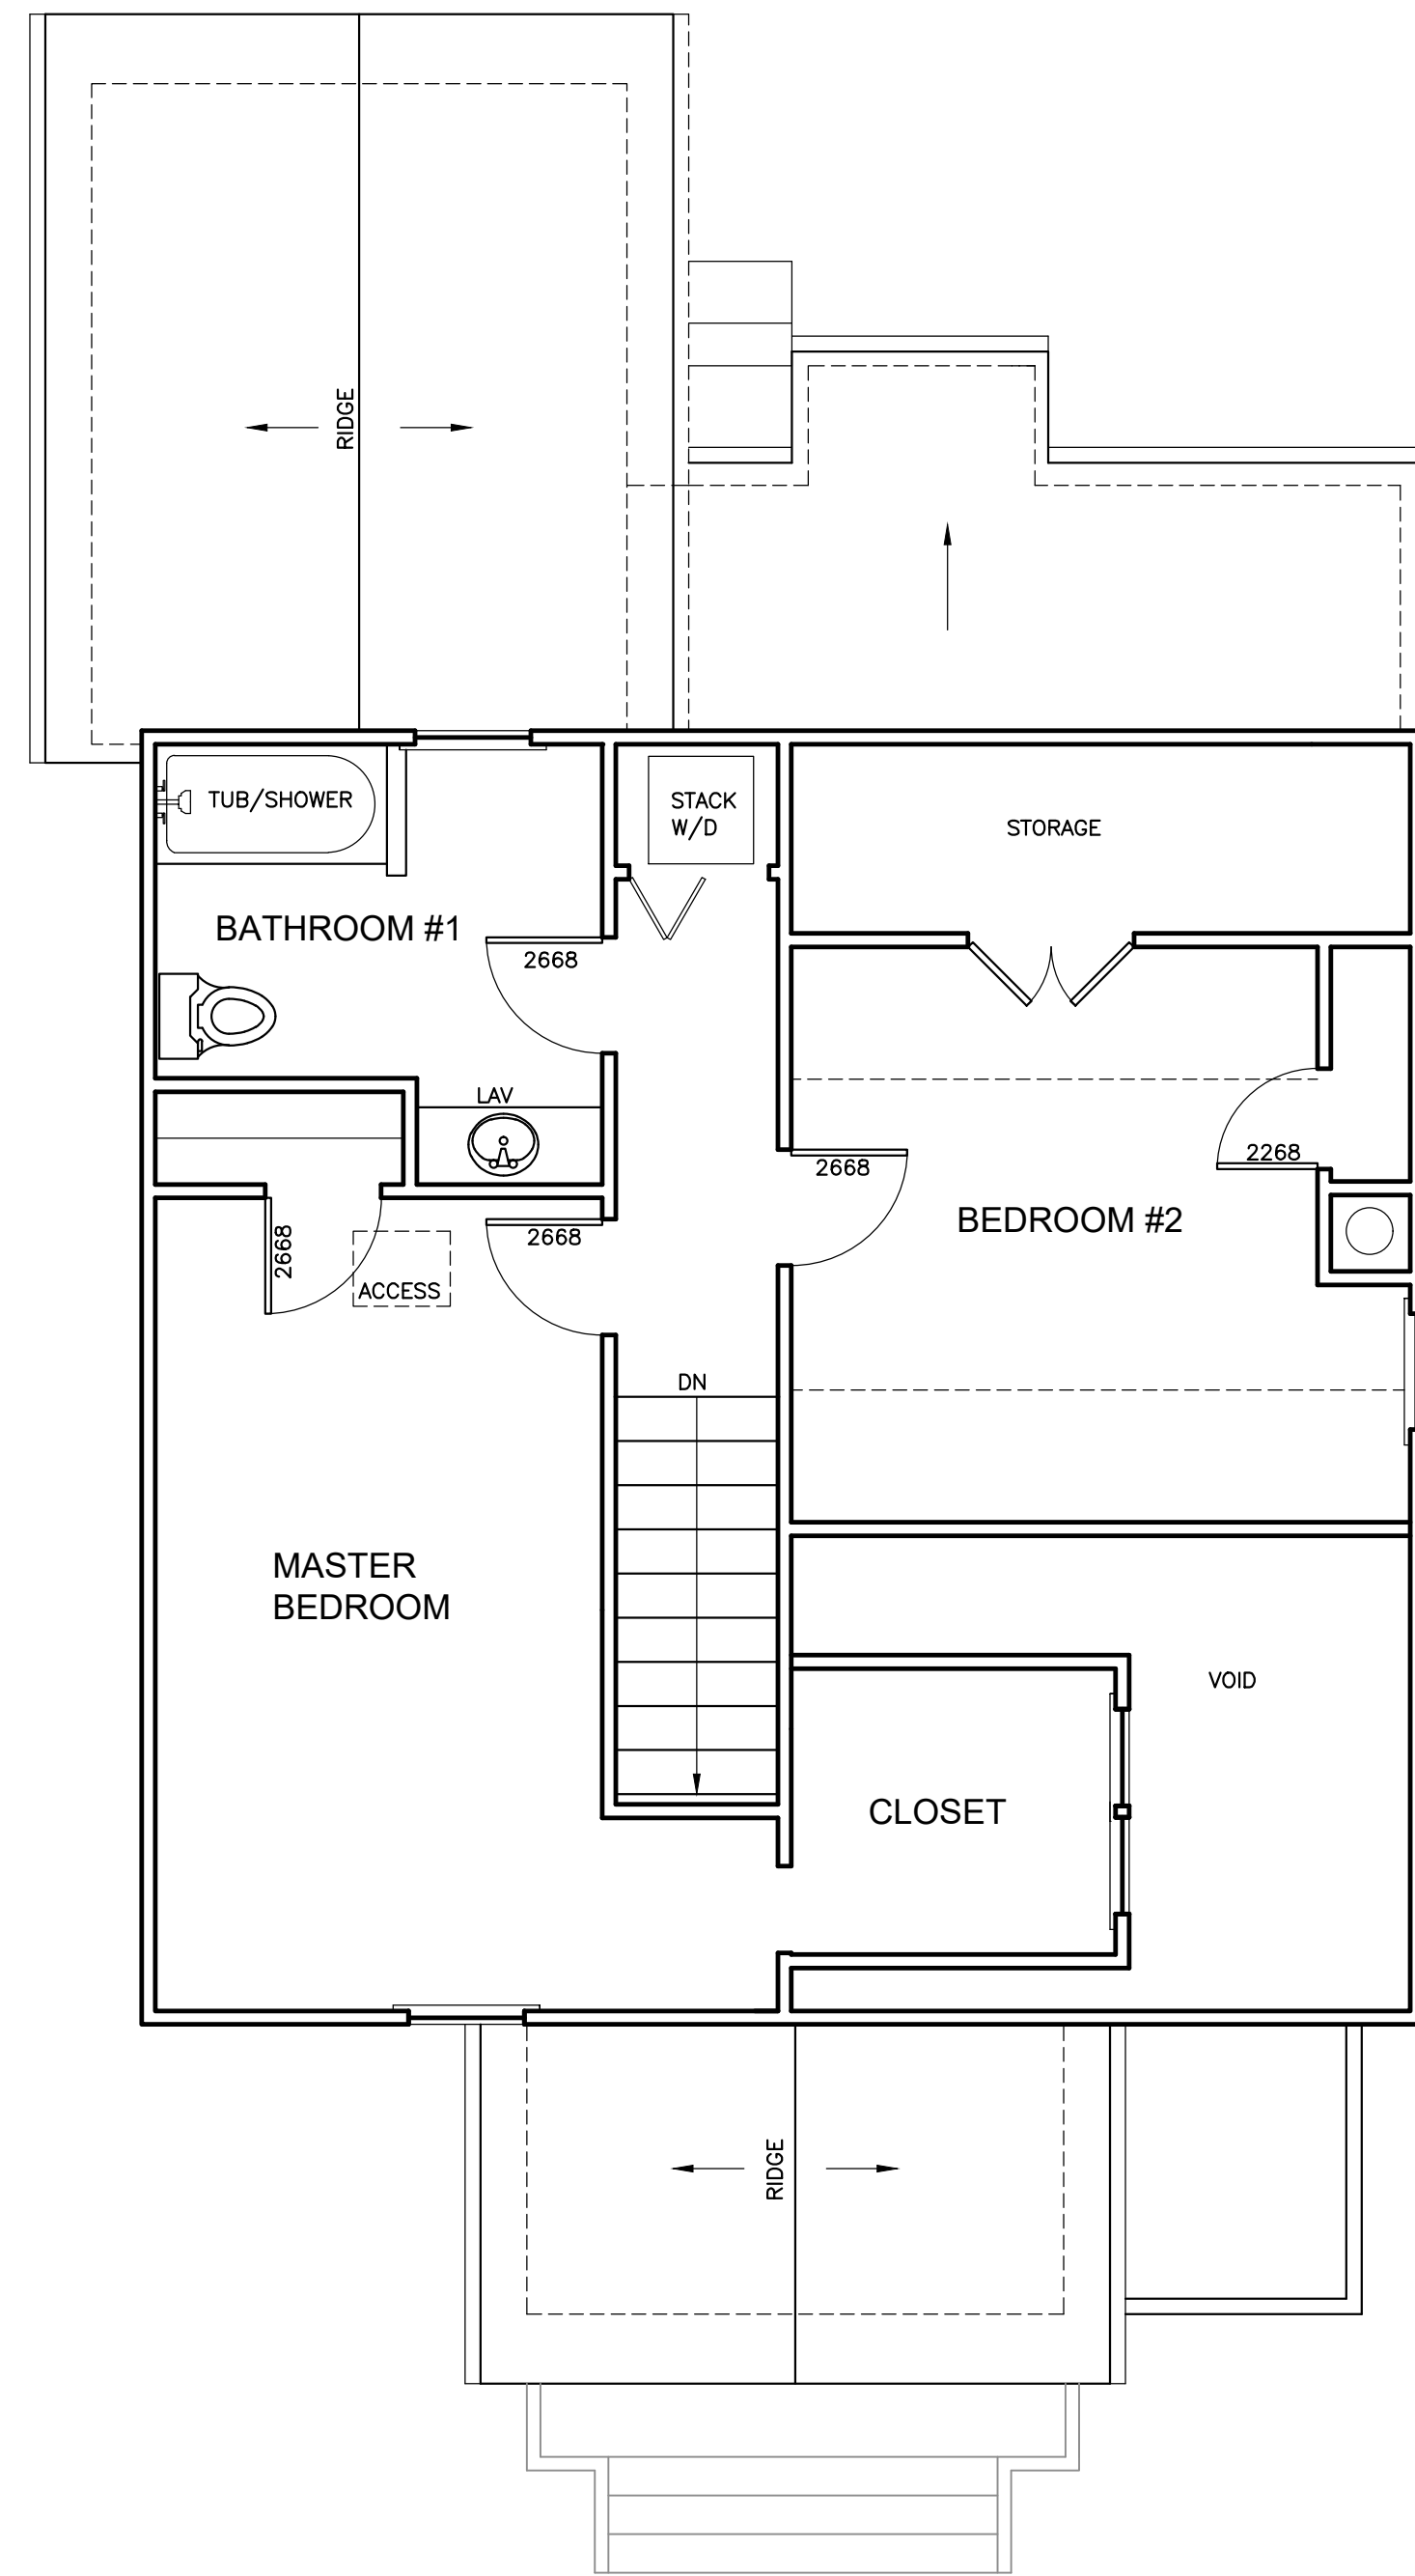 RIDGE
TUB/SHOWER
STACK
W/D
STORAGE
BATHROOM #1
2668
LAV
2668
2268
BEDROOM #2
2668
2668
ACCESS
DN
MASTER
BEDROOM
VOID
CLOSET
RIDGE